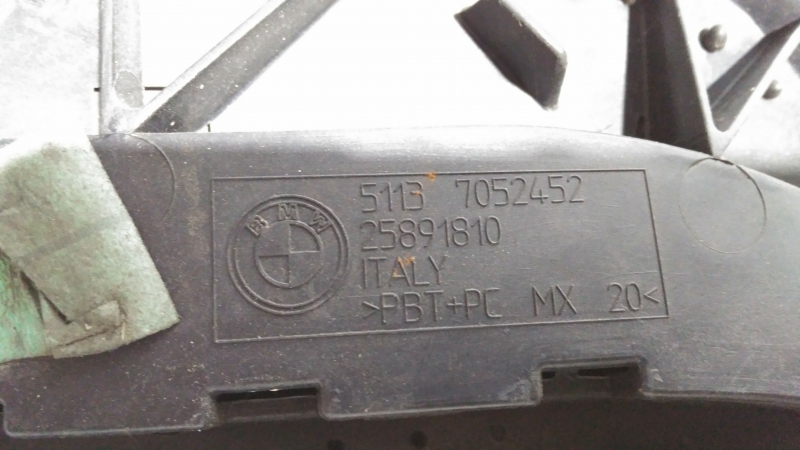 BMW
5113 7052452
25891810
ITALY
>PBT+PC MX 20<